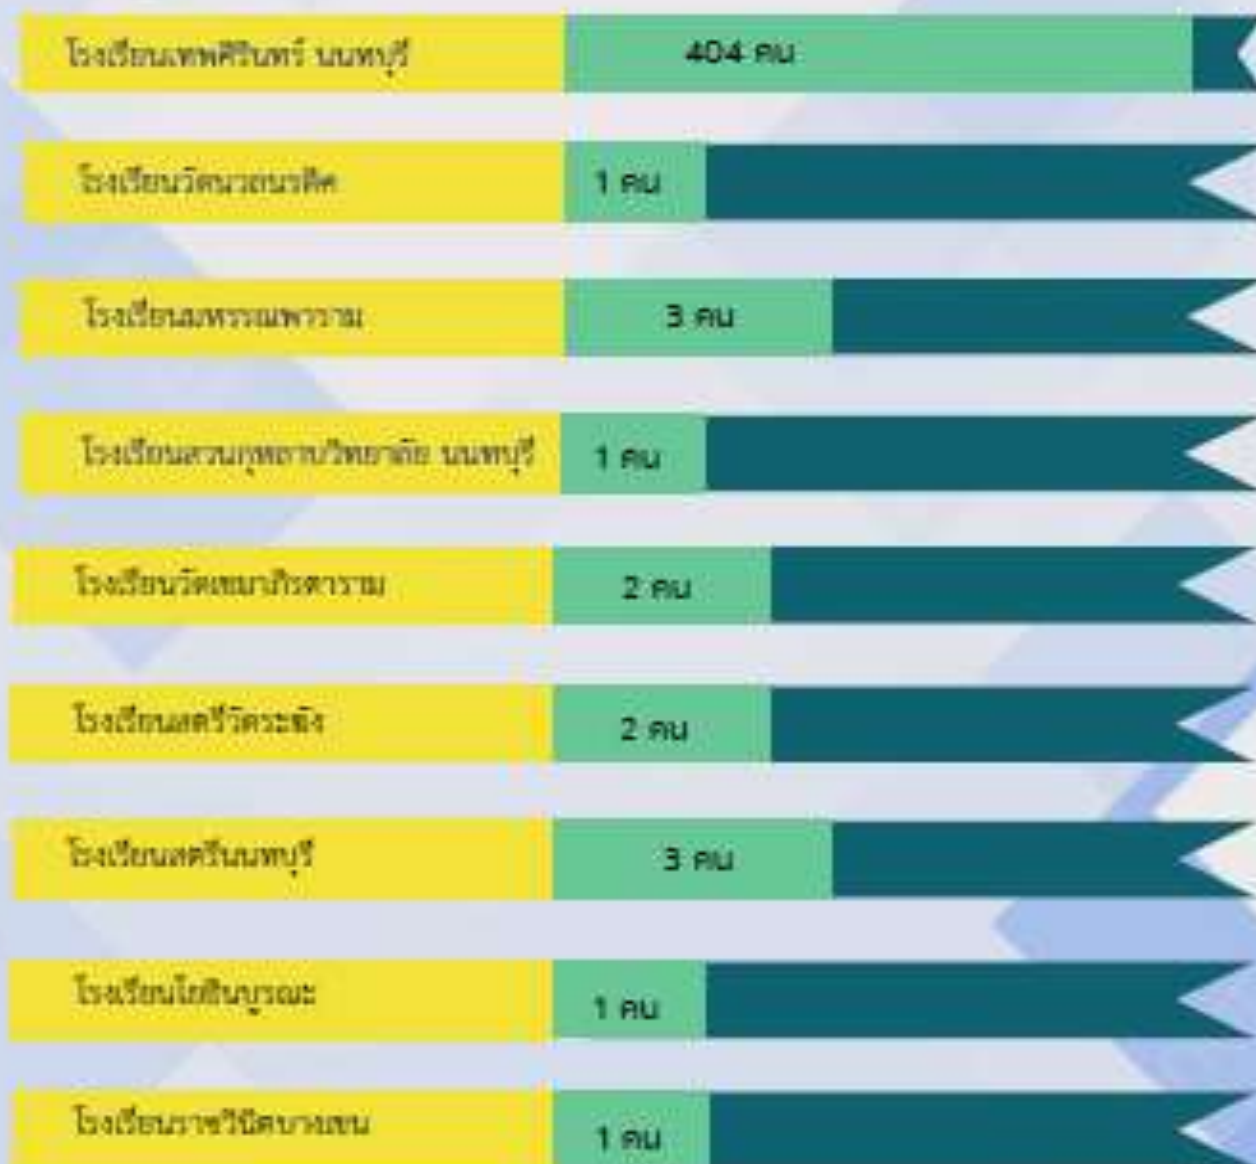 โรงเรียนเทพศิรินทร์ นนทบุรี 404 คน
โรงเรียนวัดนวลนรดิศ 1 คน
โรงเรียนมหรรณพาราม 3 คน
โรงเรียนสวนกุหลาบวิทยาลัย นนทบุรี 1 คน
โรงเรียนวัดเขมาภิรตาราม 2 คน
โรงเรียนสตรีวัดระฆัง 2 คน
โรงเรียนสตรีนนทบุรี 3 คน
โรงเรียนโยธินบูรณะ 1 คน
โรงเรียนราชวินิตบางเขน 1 คน